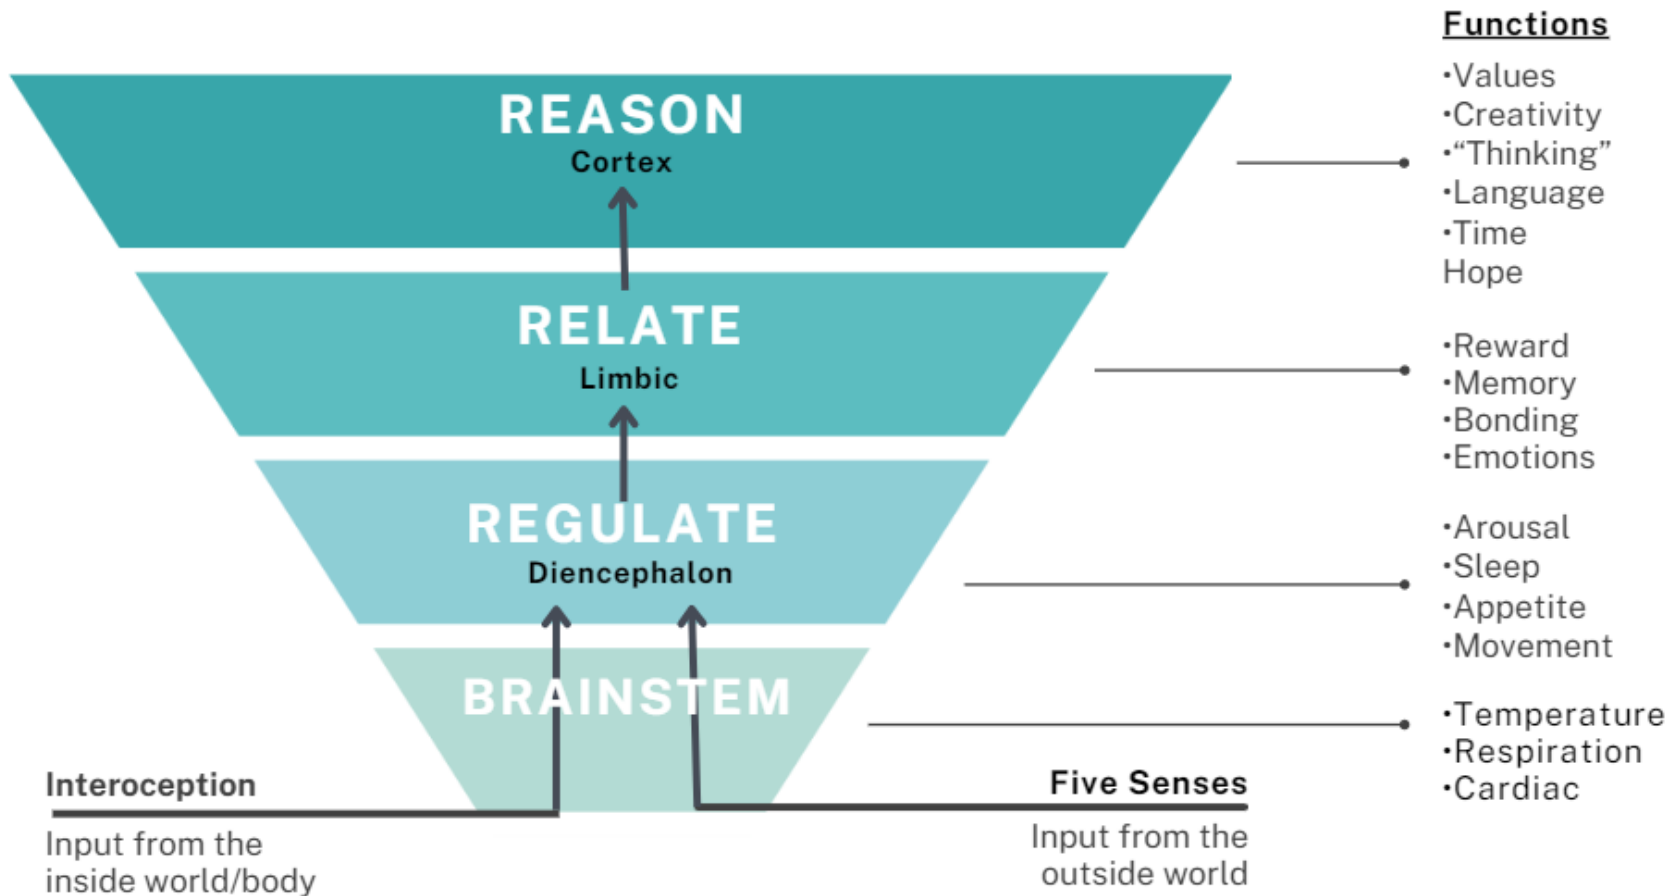 Functions
REASON
Cortex
•Values
•Creativity
•“Thinking”
•Language
•Time
Hope
RELATE
Limbic
•Reward
•Memory
•Bonding
•Emotions
REGULATE
Diencephalon
•Arousal
•Sleep
•Appetite
•Movement
BRAINSTEM
•Temperature
•Respiration
•Cardiac
Interoception
Input from the
inside world/body
Five Senses
Input from the
outside world